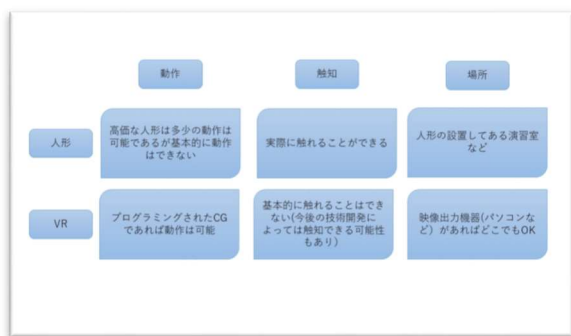 動作
触知
場所
人形
高価な人形は多少の動作は
可能であるが基本的に動作
はできない
実際に触れることができる
人形の設置してある演習室
など
VR
プログラミングされたCG
であれば動作は可能
基本的に触れることはでき
ない(今後の技術開発に
よっては触知できる可能性
もあり）
映像出力機器(パソコンな
ど）があればどこでもOK